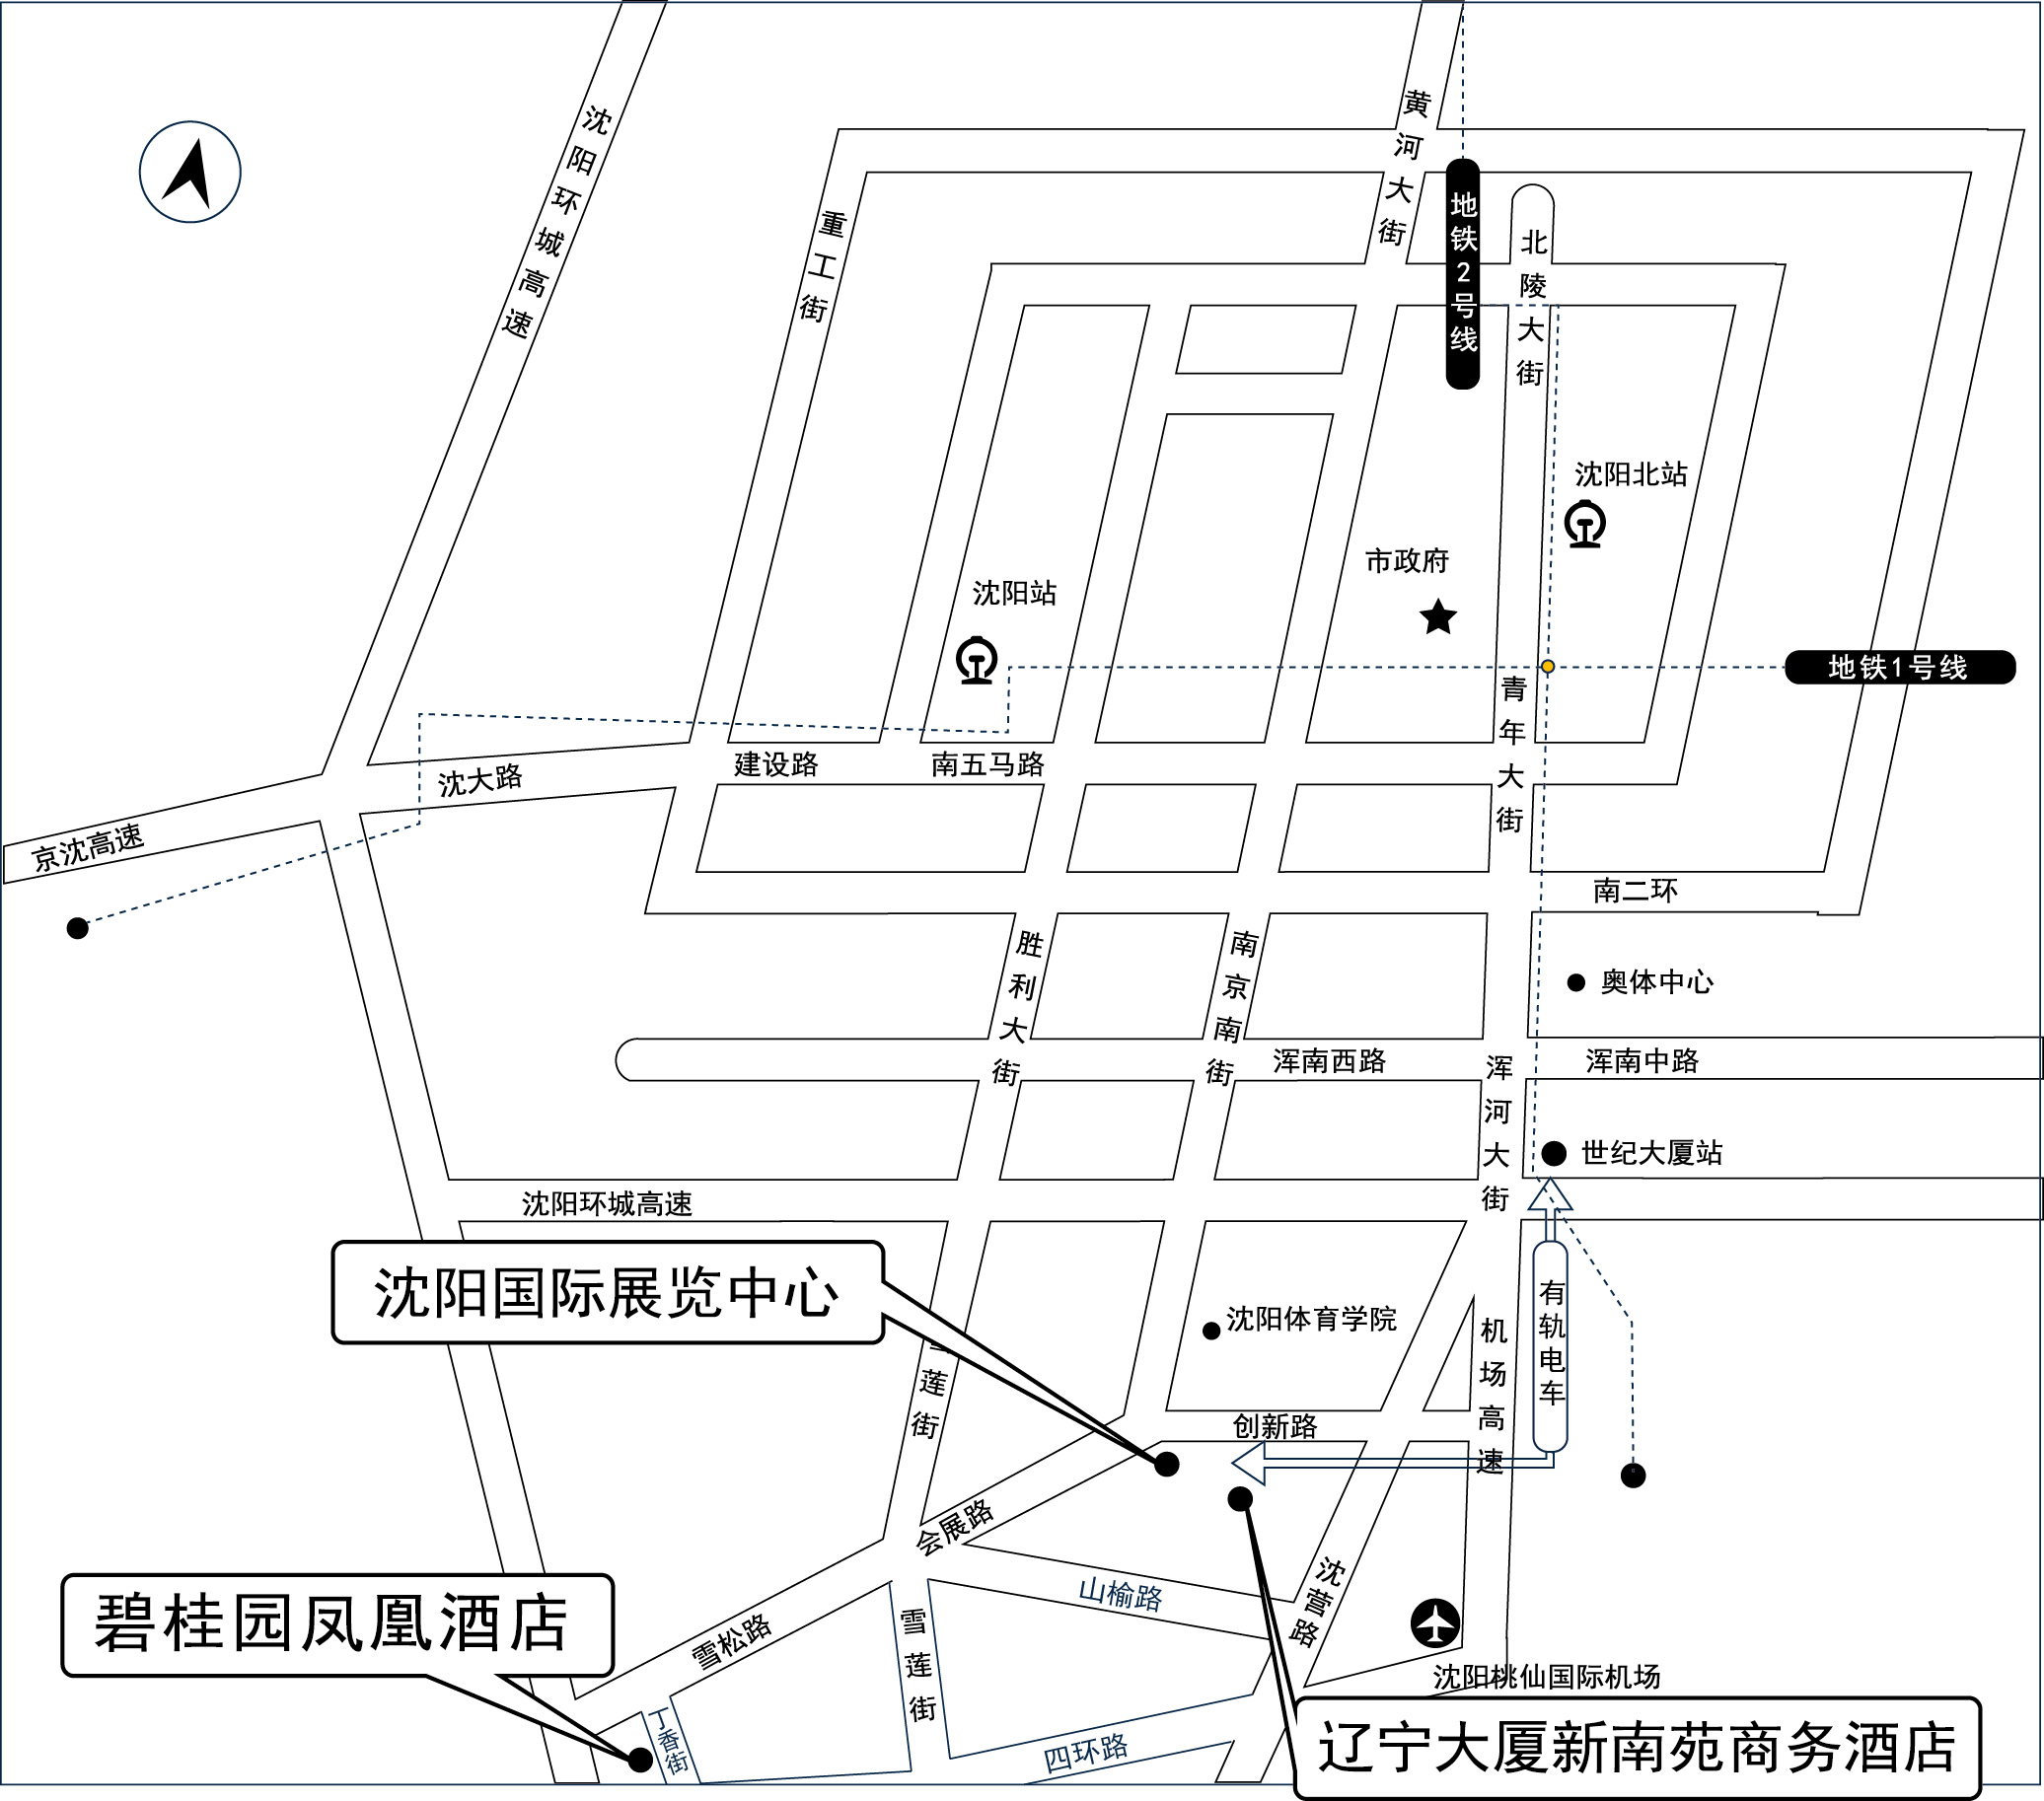 黄河大街
沈阳环城高速
重工街
地铁2号线
北陵大街
沈阳北站
市政府
沈阳站
地铁1号线
青年大街
建设路
南五马路
沈大路
京沈高速
南二环
胜利大街
南京南街
奥体中心
浑南西路
浑河大街
浑南中路
世纪大厦站
沈阳环城高速
沈阳国际展览中心
有轨电车
沈阳体育学院
机场高速
莲街
创新路
会展路
沈营路
山榆路
碧桂园凤凰酒店
雪松路
雪莲街
沈阳桃仙国际机场
丁香街
四环路
辽宁大厦新南苑商务酒店